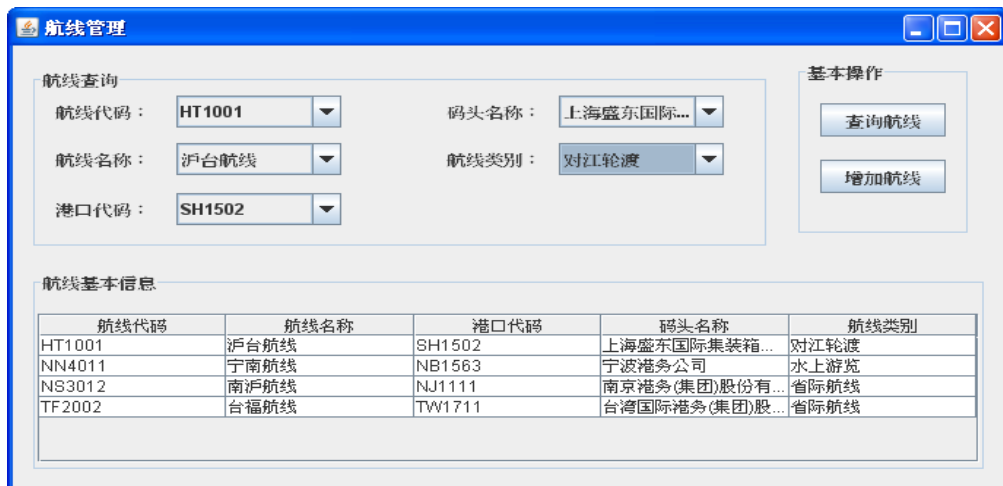 航线管理
航线查询
航线代码： HT1001 码头名称： 上海盛东国际...
航线名称： 沪台航线 航线类别： 对江轮渡
港口代码： SH1502
基本操作
查询航线
增加航线
航线基本信息
航线代码 航线名称 港口代码 码头名称 航线类别
HT1001 沪台航线 SH1502 上海盛东国际集装箱... 对江轮渡
NN4011 宁南航线 NB1563 宁波港务公司 水上游览
NS3012 南沪航线 NJ1111 南京港务(集团)股份有... 省际航线
TF2002 台福航线 TW1711 台湾国际港务(集团)股... 省际航线